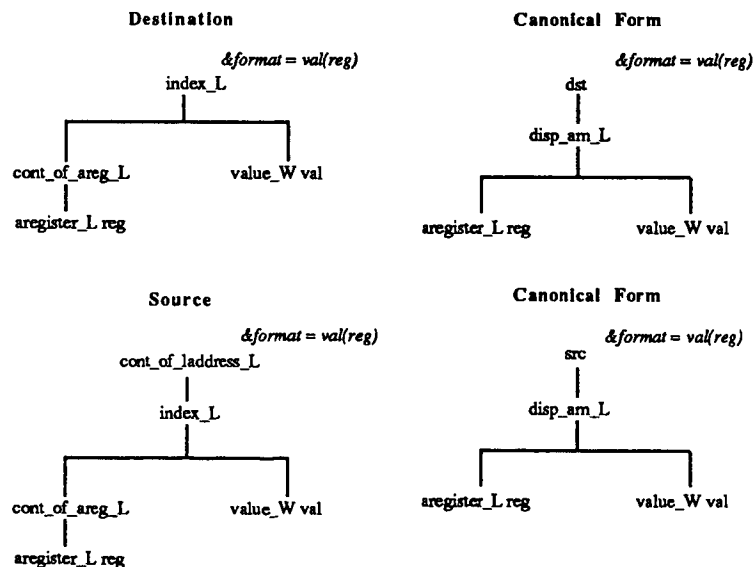 Destination
&format = val(reg)
index_L
cont_of_areg_L
value_W val
aregister_L reg
Canonical Form
&format = val(reg)
dst
disp_am_L
aregister_L reg
value_W val
Source
&format = val(reg)
cont_of_laddress_L
index_L
cont_of_areg_L
value_W val
aregister_L reg
Canonical Form
&format = val(reg)
src
disp_am_L
aregister_L reg
value_W val